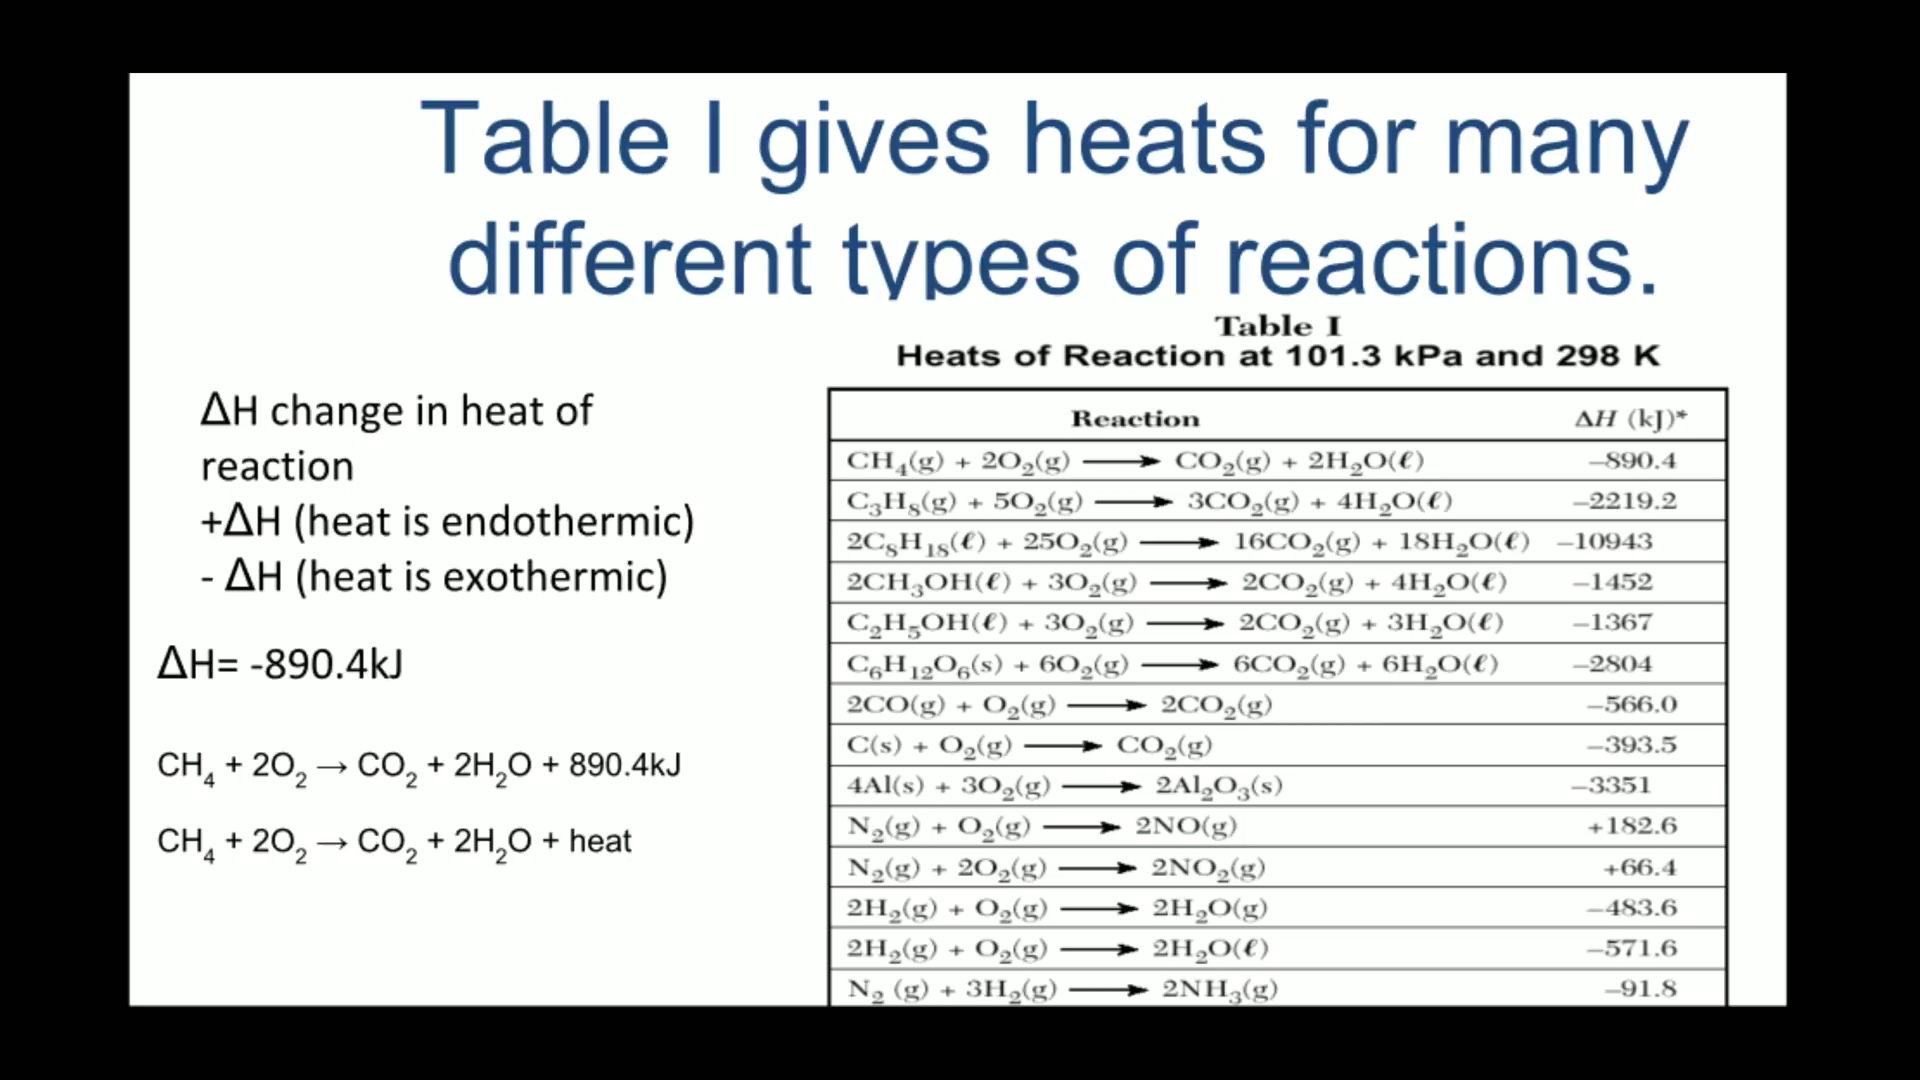 Table I gives heats for many
different types of reactions.
ΔH change in heat of
reaction
+ΔH (heat is endothermic)
- ΔH (heat is exothermic)
ΔH= -890.4kJ
CH₄ + 2O₂ → CO₂ + 2H₂O + 890.4kJ
CH₄ + 2O₂ → CO₂ + 2H₂O + heat
Table I
Heats of Reaction at 101.3 kPa and 298 K
Reaction ΔH (kJ)*
CH₄(g) + 2O₂(g) ⟶ CO₂(g) + 2H₂O(ℓ) –890.4
C₃H₈(g) + 5O₂(g) ⟶ 3CO₂(g) + 4H₂O(ℓ) –2219.2
2C₈H₁₈(ℓ) + 25O₂(g) ⟶ 16CO₂(g) + 18H₂O(ℓ) –10943
2CH₃OH(ℓ) + 3O₂(g) ⟶ 2CO₂(g) + 4H₂O(ℓ) –1452
C₂H₅OH(ℓ) + 3O₂(g) ⟶ 2CO₂(g) + 3H₂O(ℓ) –1367
C₆H₁₂O₆(s) + 6O₂(g) ⟶ 6CO₂(g) + 6H₂O(ℓ) –2804
2CO(g) + O₂(g) ⟶ 2CO₂(g) –566.0
C(s) + O₂(g) ⟶ CO₂(g) –393.5
4Al(s) + 3O₂(g) ⟶ 2Al₂O₃(s) –3351
N₂(g) + O₂(g) ⟶ 2NO(g) +182.6
N₂(g) + 2O₂(g) ⟶ 2NO₂(g) +66.4
2H₂(g) + O₂(g) ⟶ 2H₂O(g) –483.6
2H₂(g) + O₂(g) ⟶ 2H₂O(ℓ) –571.6
N₂ (g) + 3H₂(g) ⟶ 2NH₃(g) –91.8